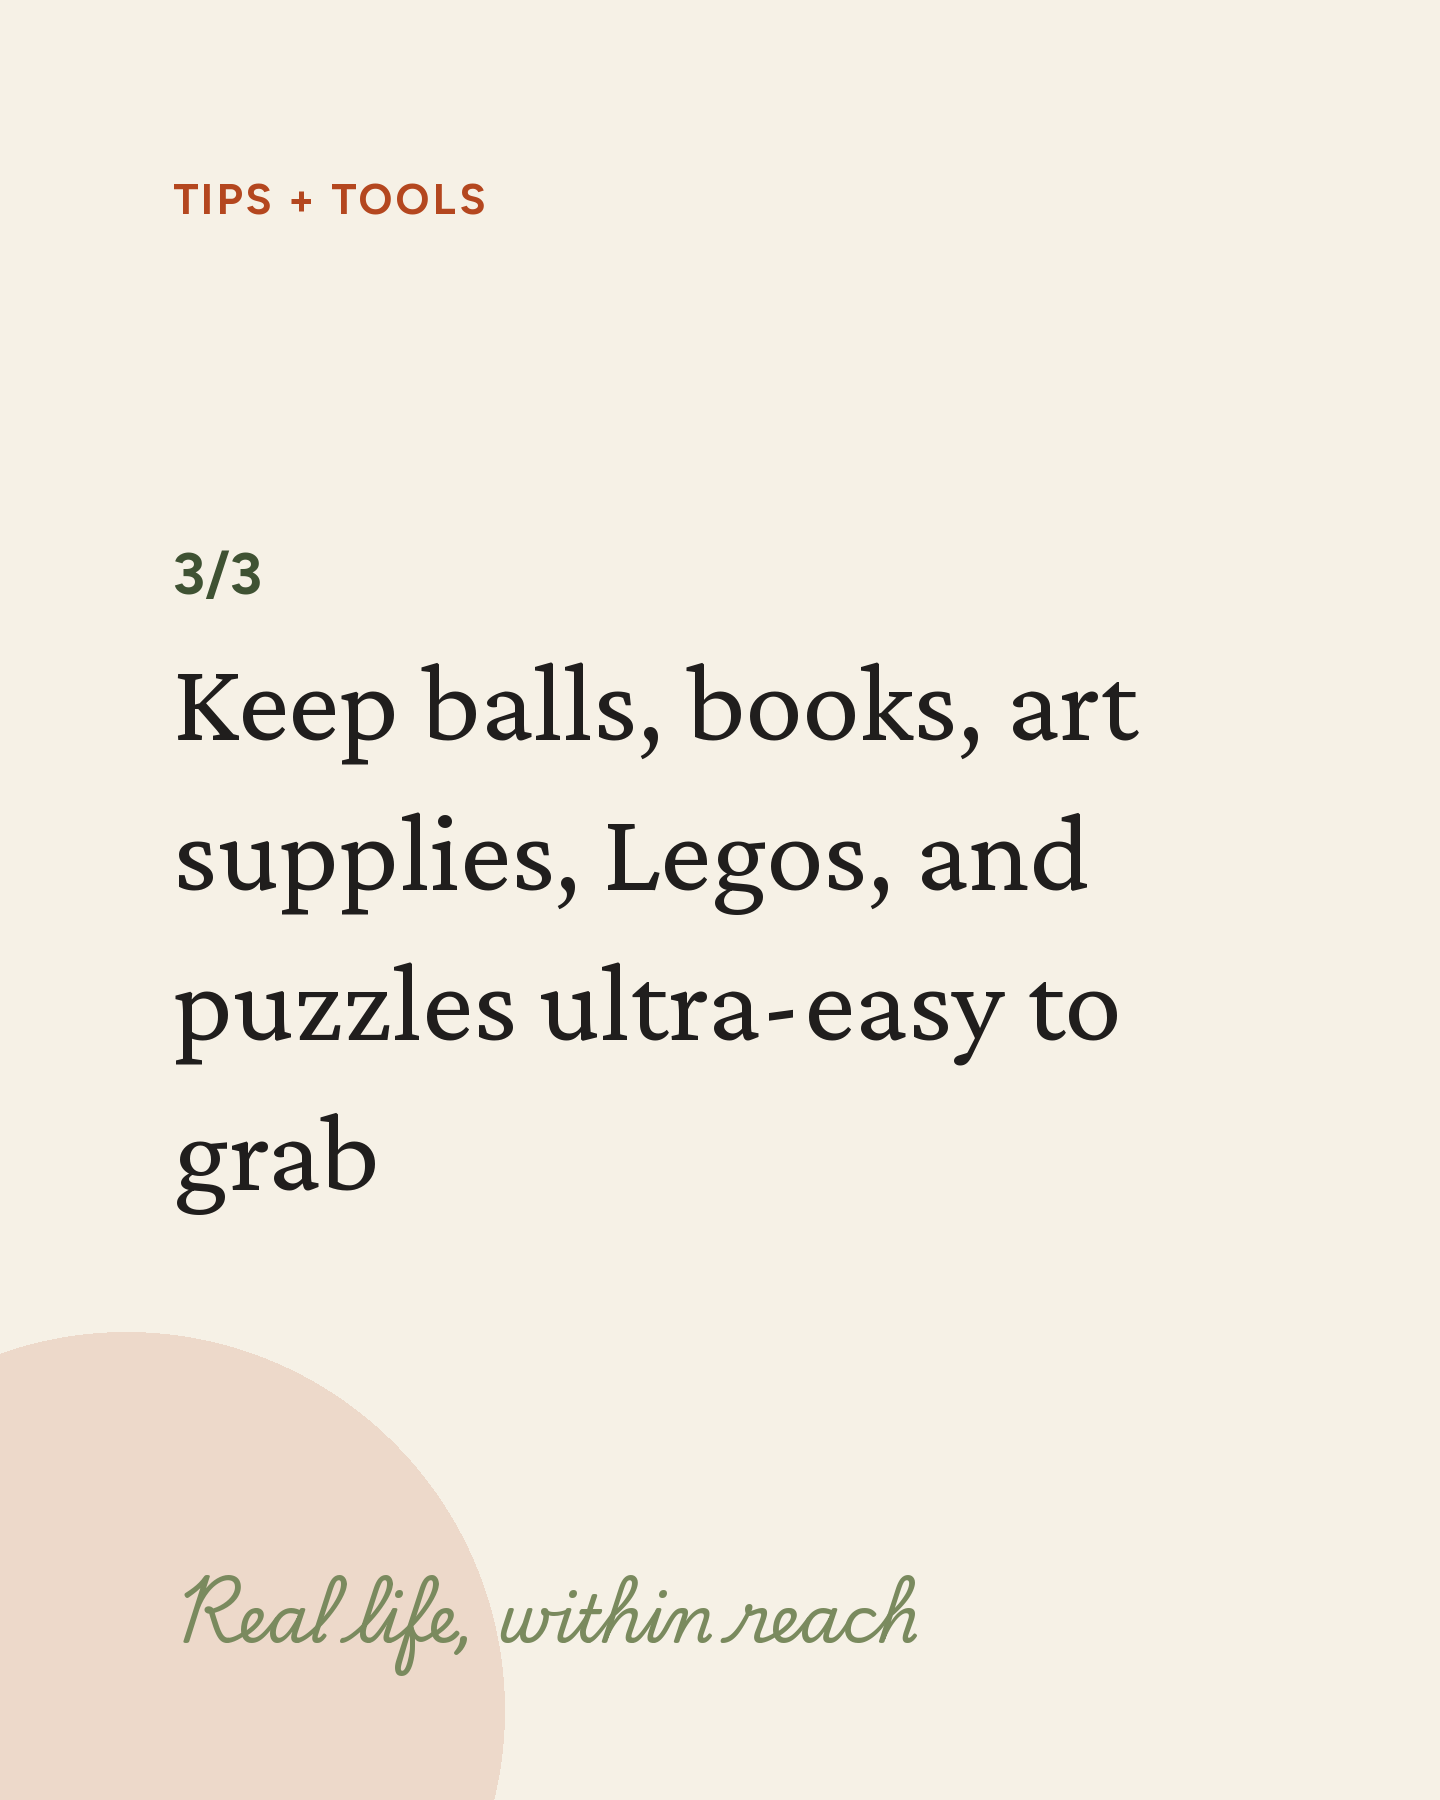 TIPS + TOOLS
3/3
Keep balls, books, art
supplies, Legos, and
puzzles ultra-easy to
grab
Real life, within reach